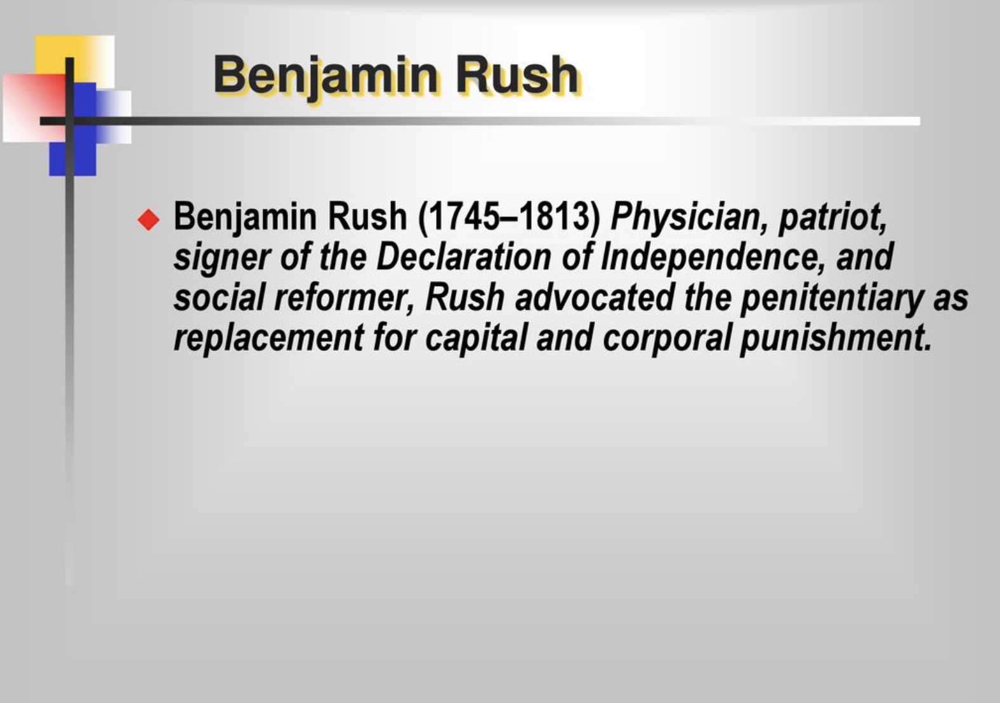 Benjamin Rush
Benjamin Rush (1745–1813) Physician, patriot,
signer of the Declaration of Independence, and
social reformer, Rush advocated the penitentiary as
replacement for capital and corporal punishment.